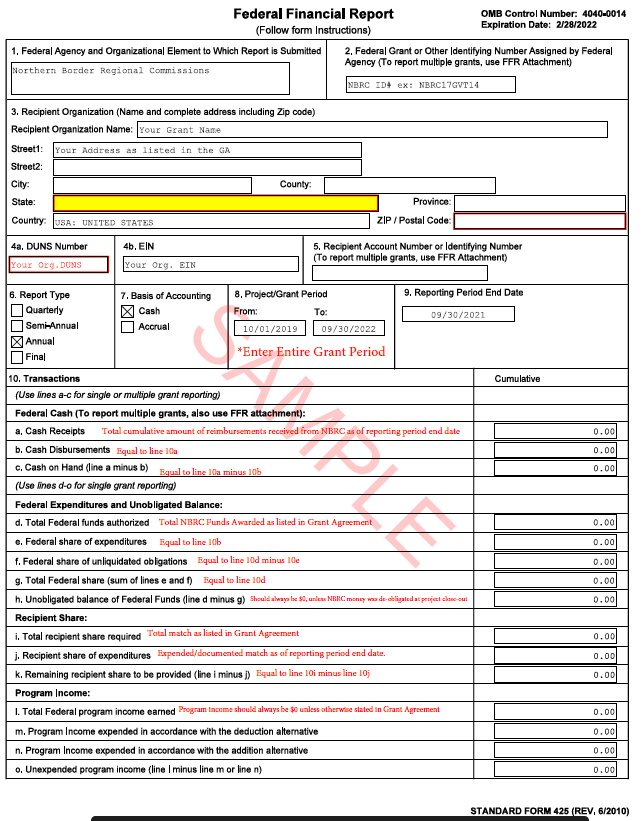 Federal Financial Report
(Follow form Instructions)
OMB Control Number: 4040-0014
Expiration Date: 2/28/2022
1. Federal Agency and Organizational Element to Which Report is Submitted
Northern Border Regional Commissions
2. Federal Grant or Other Identifying Number Assigned by Federal
Agency (To report multiple grants, use FFR Attachment)
NBRC ID# ex: NBRC17GVT14
3. Recipient Organization (Name and complete address including Zip code)
Recipient Organization Name: Your Grant Name
Street1: Your Address as listed in the GA
Street2:
City: County:
State: Province:
Country: USA: UNITED STATES ZIP / Postal Code:
4a. DUNS Number
Your Org.DUNS
4b. EIN
Your Org. EIN
5. Recipient Account Number or Identifying Number
(To report multiple grants, use FFR Attachment)
6. Report Type
Quarterly
Semi-Annual
Annual
Final
7. Basis of Accounting
Cash
Accrual
8. Project/Grant Period
From: To:
10/01/2019 09/30/2022
*Enter Entire Grant Period
9. Reporting Period End Date
09/30/2021
SAMPLE
10. Transactions Cumulative
(Use lines a-c for single or multiple grant reporting)
Federal Cash (To report multiple grants, also use FFR attachment):
a. Cash Receipts Total cumulative amount of reimbursements received from NBRC as of reporting period end date 0.00
b. Cash Disbursements Equal to line 10a 0.00
c. Cash on Hand (line a minus b) Equal to line 10a minus 10b 0.00
(Use lines d-o for single grant reporting)
Federal Expenditures and Unobligated Balance:
d. Total Federal funds authorized Total NBRC Funds Awarded as listed in Grant Agreement 0.00
e. Federal share of expenditures Equal to line 10b 0.00
f. Federal share of unliquidated obligations Equal to line 10d minus 10e 0.00
g. Total Federal share (sum of lines e and f) Equal to line 10d 0.00
h. Unobligated balance of Federal Funds (line d minus g) Should always be $0, unless NBRC money was de-obligated at project close-out 0.00
Recipient Share:
i. Total recipient share required Total match as listed in Grant Agreement 0.00
j. Recipient share of expenditures Expended/documented match as of reporting period end date. 0.00
k. Remaining recipient share to be provided (line i minus j) Equal to line 10i minus line 10j 0.00
Program Income:
l. Total Federal program income earned Program income should always be $0 unless otherwise stated in Grant Agreement 0.00
m. Program Income expended in accordance with the deduction alternative 0.00
n. Program Income expended in accordance with the addition alternative 0.00
o. Unexpended program income (line l minus line m or line n) 0.00
STANDARD FORM 425 (REV. 6/2010)